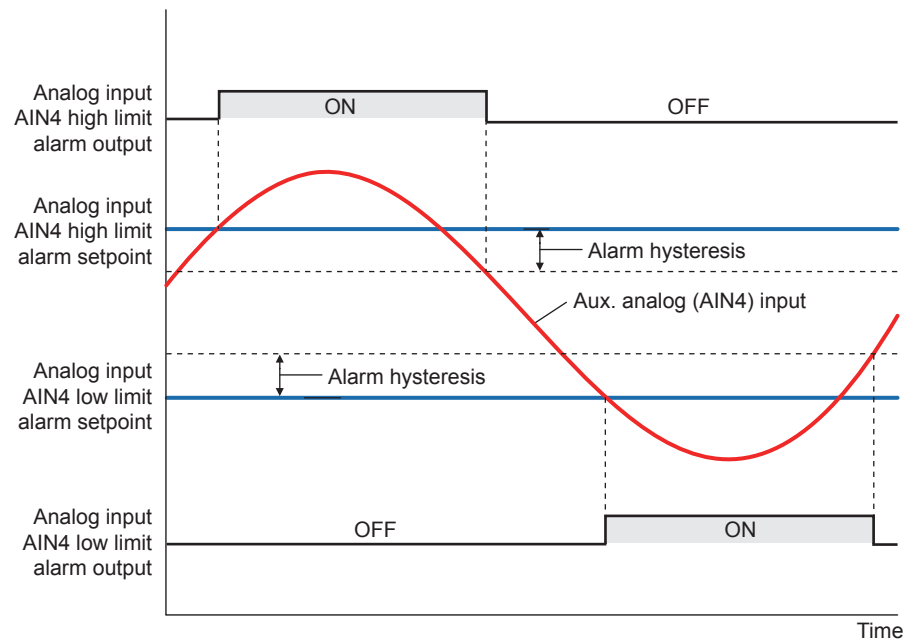 Analog input
AIN4 high limit
alarm output
ON
OFF
Analog input
AIN4 high limit
alarm setpoint
Alarm hysteresis
Aux. analog (AIN4) input
Analog input
AIN4 low limit
alarm setpoint
Alarm hysteresis
Analog input
AIN4 low limit
alarm output
OFF
ON
Time